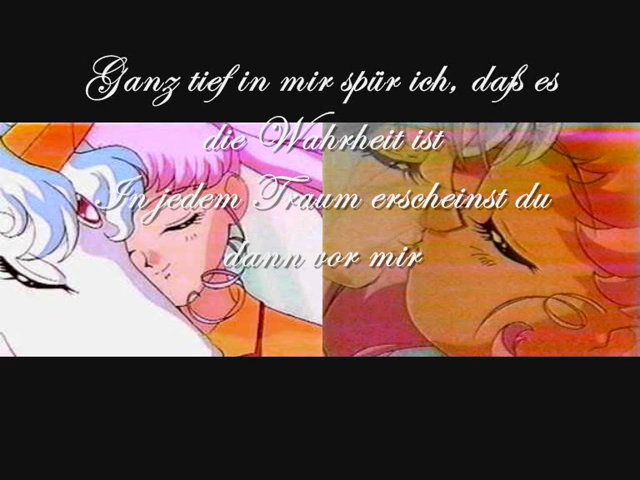 Ganz tief in mir spür ich, daß es
die Wahrheit ist
In jedem Traum erscheinst du
dann vor mir